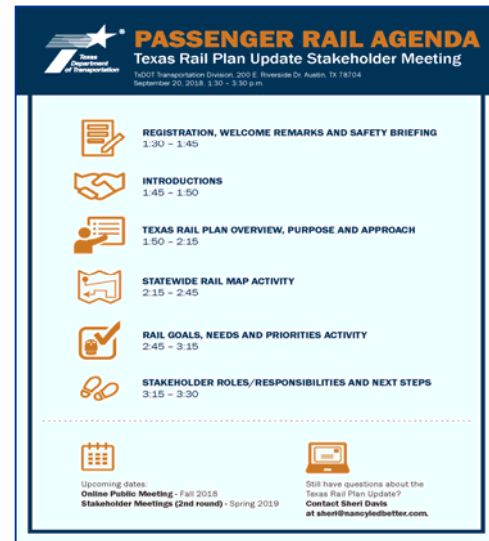 Texas
Department
of Transportation
PASSENGER RAIL AGENDA
Texas Rail Plan Update Stakeholder Meeting
TxDOT Transportation Division, 200 E. Riverside Dr. Austin, TX 78704
September 20, 2018, 1:30 – 3:30 p.m.
REGISTRATION, WELCOME REMARKS AND SAFETY BRIEFING
1:30 – 1:45
INTRODUCTIONS
1:45 – 1:50
TEXAS RAIL PLAN OVERVIEW, PURPOSE AND APPROACH
1:50 – 2:15
STATEWIDE RAIL MAP ACTIVITY
2:15 – 2:45
RAIL GOALS, NEEDS AND PRIORITIES ACTIVITY
2:45 – 3:15
STAKEHOLDER ROLES/RESPONSIBILITIES AND NEXT STEPS
3:15 – 3:30
Upcoming dates:
Online Public Meeting - Fall 2018
Stakeholder Meetings (2nd round) - Spring 2019
Still have questions about the
Texas Rail Plan Update?
Contact Sheri Davis
at sheri@nancyledbetter.com.